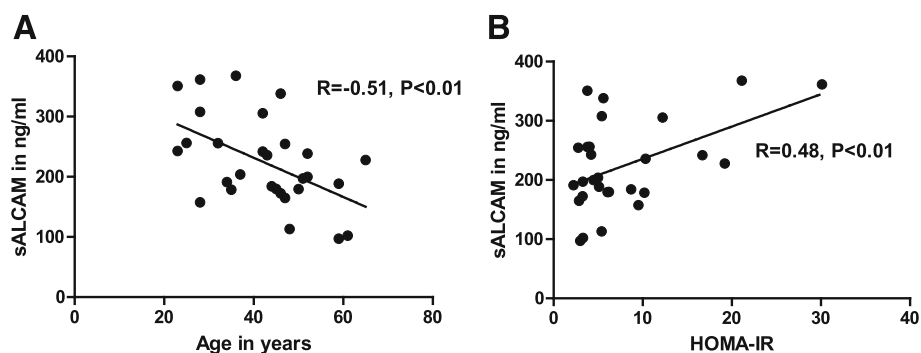 A
sALCAM in ng/ml
400
300
200
100
0
R=-0.51, P<0.01
0 20 40 60 80
Age in years
B
sALCAM in ng/ml
400
300
200
100
0
R=0.48, P<0.01
0 10 20 30 40
HOMA-IR